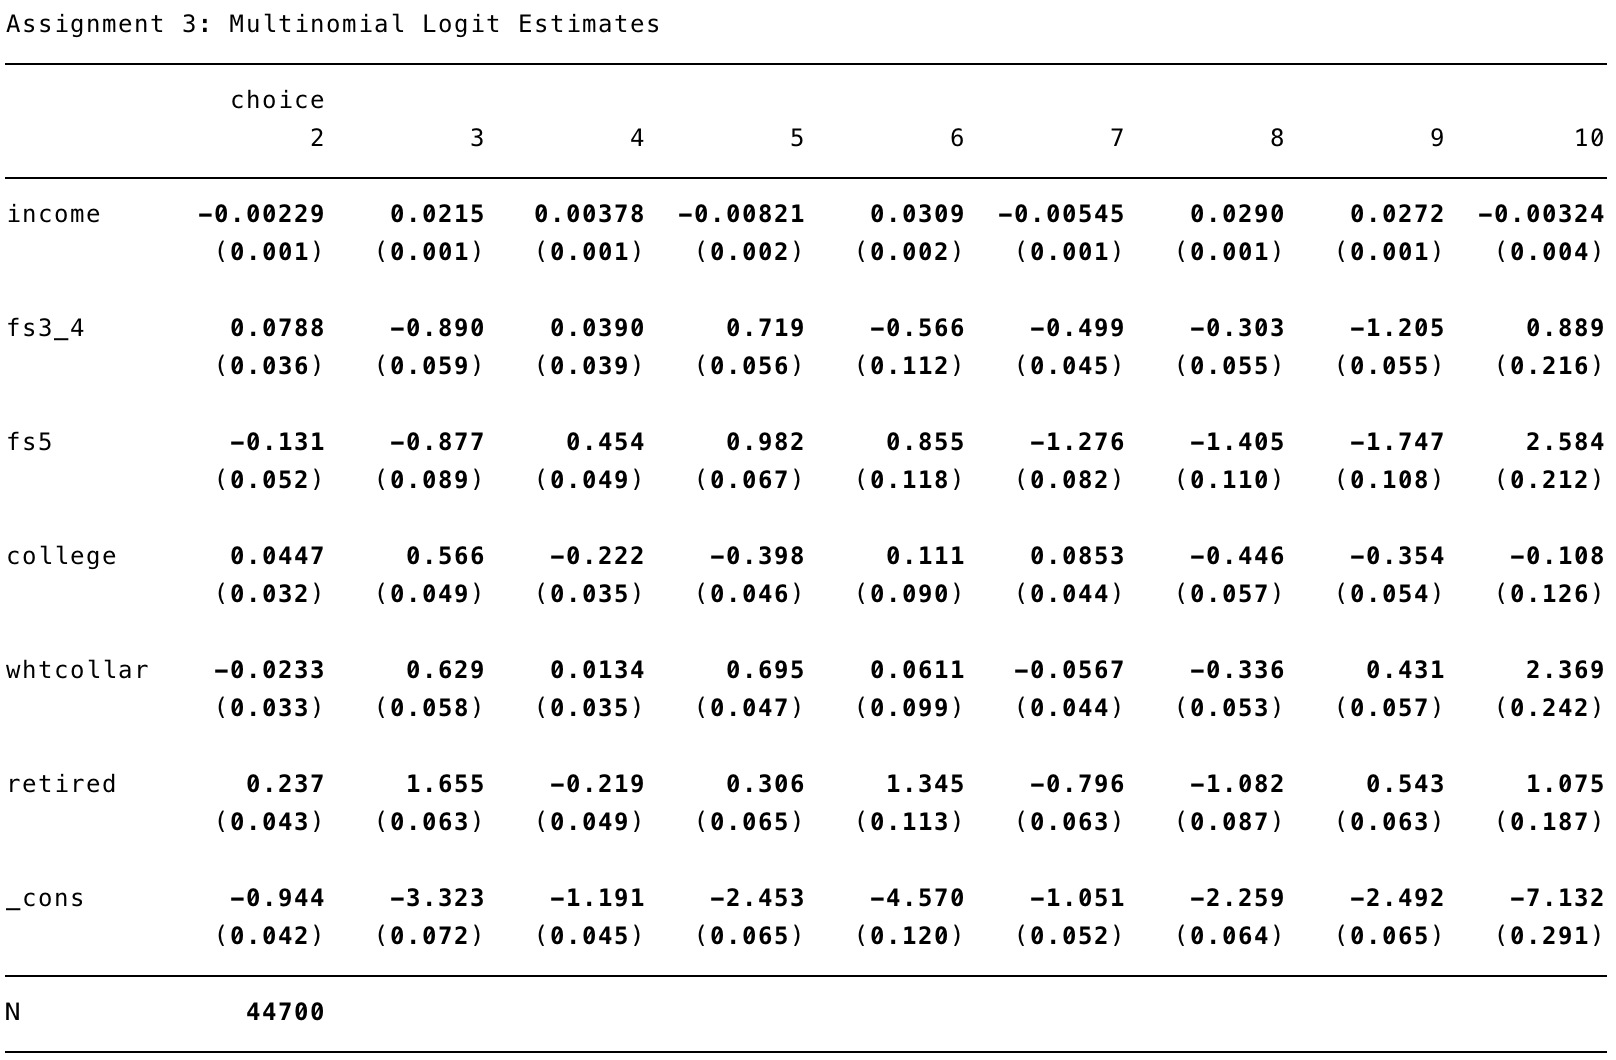 Assignment 3: Multinomial Logit Estimates
choice
2 3 4 5 6 7 8 9 10
income −0.00229 0.0215 0.00378 −0.00821 0.0309 −0.00545 0.0290 0.0272 −0.00324
(0.001) (0.001) (0.001) (0.002) (0.002) (0.001) (0.001) (0.001) (0.004)
fs3_4 0.0788 −0.890 0.0390 0.719 −0.566 −0.499 −0.303 −1.205 0.889
(0.036) (0.059) (0.039) (0.056) (0.112) (0.045) (0.055) (0.055) (0.216)
fs5 −0.131 −0.877 0.454 0.982 0.855 −1.276 −1.405 −1.747 2.584
(0.052) (0.089) (0.049) (0.067) (0.118) (0.082) (0.110) (0.108) (0.212)
college 0.0447 0.566 −0.222 −0.398 0.111 0.0853 −0.446 −0.354 −0.108
(0.032) (0.049) (0.035) (0.046) (0.090) (0.044) (0.057) (0.054) (0.126)
whtcollar −0.0233 0.629 0.0134 0.695 0.0611 −0.0567 −0.336 0.431 2.369
(0.033) (0.058) (0.035) (0.047) (0.099) (0.044) (0.053) (0.057) (0.242)
retired 0.237 1.655 −0.219 0.306 1.345 −0.796 −1.082 0.543 1.075
(0.043) (0.063) (0.049) (0.065) (0.113) (0.063) (0.087) (0.063) (0.187)
_cons −0.944 −3.323 −1.191 −2.453 −4.570 −1.051 −2.259 −2.492 −7.132
(0.042) (0.072) (0.045) (0.065) (0.120) (0.052) (0.064) (0.065) (0.291)
N 44700